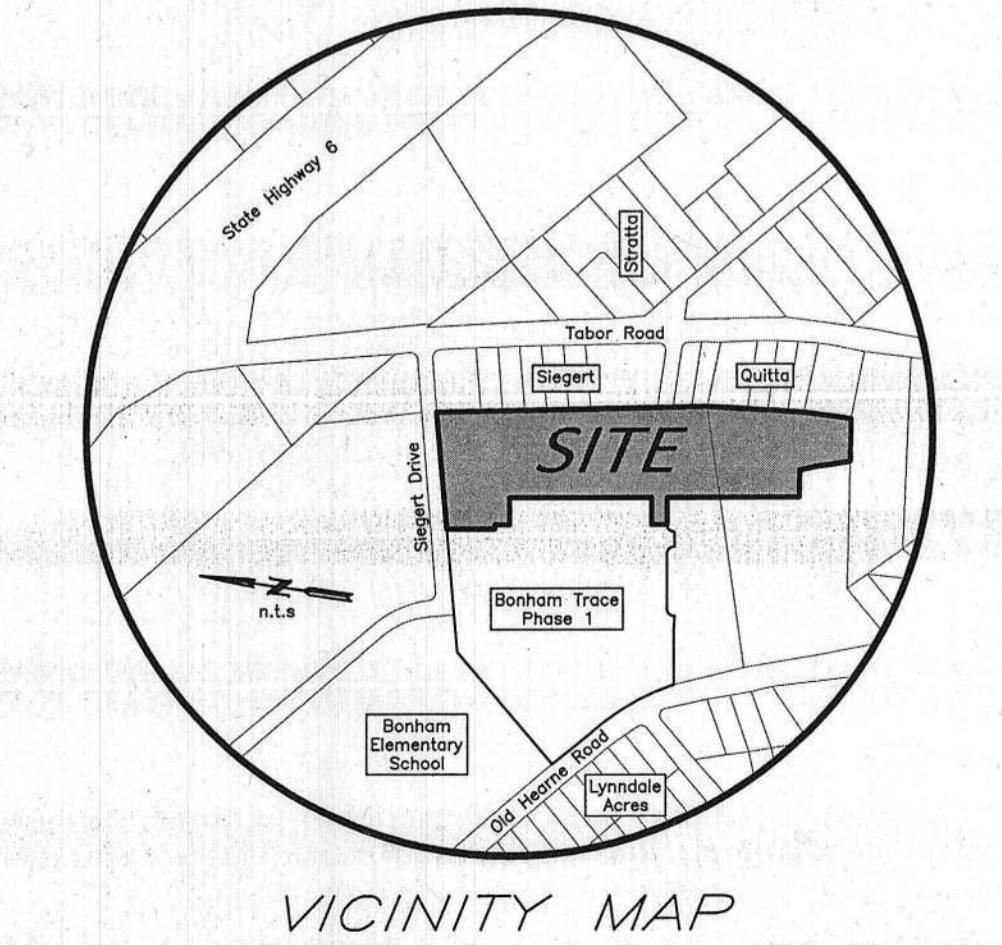 State Highway 6
Stratta
Tabor Road
Siegert
Quitta
SITE
Siegert Drive
N
n.t.s
Bonham Trace
Phase 1
Bonham
Elementary
School
Old Hearne Road
Lynndale
Acres
VICINITY MAP